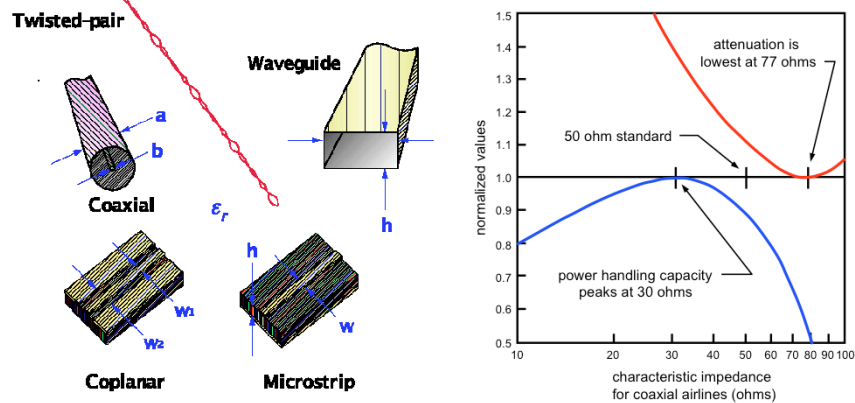 Twisted-pair
Waveguide
a
b
Coaxial
εr
h
h
w1
w2
w
Coplanar
Microstrip
1.5
1.4
1.3
1.2
1.1
1.0
0.9
0.8
0.7
0.6
0.5
normalized values
attenuation is
lowest at 77 ohms
50 ohm standard
power handling capacity
peaks at 30 ohms
10 20 30 40 50 60 70 80 90 100
characteristic impedance
for coaxial airlines (ohms)